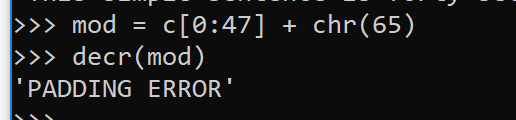 >>> mod = c[0:47] + chr(65)
>>> decr(mod)
'PADDING ERROR'
>>>